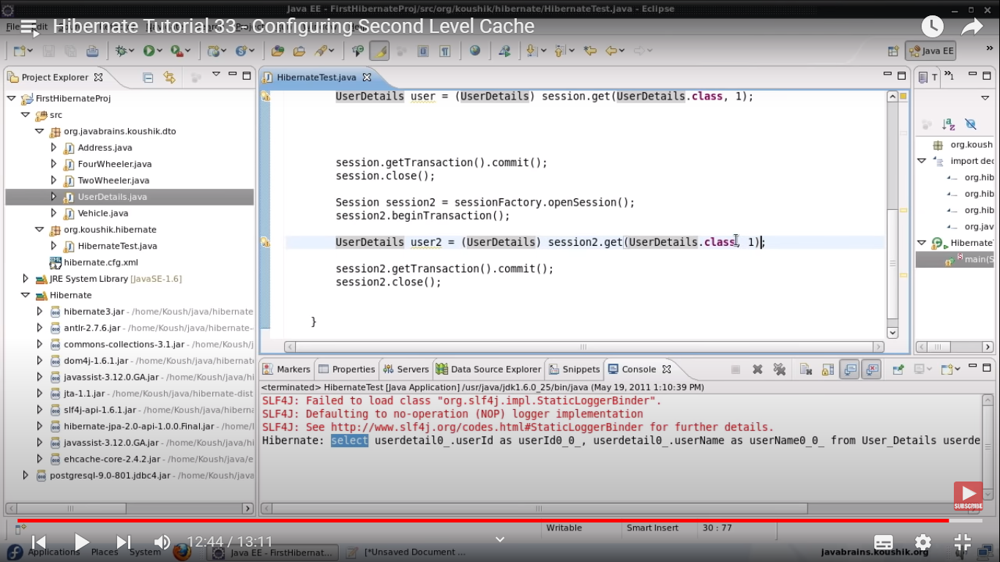 Java EE - FirstHibernateProj/src/org/koushik/hibernate/HibernateTest.java - Eclipse
Hibernate Tutorial 33 - Configuring Second Level Cache
Java EE
Project Explorer
HibernateTest.java
FirstHibernateProj
src
org.javabrains.koushik.dto
Address.java
FourWheeler.java
TwoWheeler.java
UserDetails.java
Vehicle.java
org.koushik.hibernate
HibernateTest.java
hibernate.cfg.xml
JRE System Library [JavaSE-1.6]
Hibernate
hibernate3.jar - /home/Koush/java/hibernate
antlr-2.7.6.jar - /home/Koush/java/hibernate-
commons-collections-3.1.jar - /home/Koush/j
dom4j-1.6.1.jar - /home/Koush/java/hibernat
javassist-3.12.0.GA.jar - /home/Koush/java/h
jta-1.1.jar - /home/Koush/java/hibernate-dist
slf4j-api-1.6.1.jar - /home/Koush/java/hiberna
hibernate-jpa-2.0-api-1.0.0.Final.jar - /home/
javassist-3.12.0.GA.jar - /home/Koush/java/h
ehcache-core-2.4.2.jar - /home/Koush/java/e
postgresql-9.0-801.jdbc4.jar - /home/Koush/java
UserDetails user = (UserDetails) session.get(UserDetails.class, 1);
session.getTransaction().commit();
session.close();
Session session2 = sessionFactory.openSession();
session2.beginTransaction();
UserDetails user2 = (UserDetails) session2.get(UserDetails.class, 1);
session2.getTransaction().commit();
session2.close();
}
T
org.koush
import dec
org.hib
org.hib
org.hib
org.jav
Hibernate
main(S
Markers Properties Servers Data Source Explorer Snippets Console
<terminated> HibernateTest [Java Application] /usr/java/jdk1.6.0_25/bin/java (May 19, 2011 1:10:39 PM)
SLF4J: Failed to load class "org.slf4j.impl.StaticLoggerBinder".
SLF4J: Defaulting to no-operation (NOP) logger implementation
SLF4J: See http://www.slf4j.org/codes.html#StaticLoggerBinder for further details.
Hibernate: select userdetail0_.userId as userId0_0_, userdetail0_.userName as userName0_0_ from User_Details userde
SUBSCRIBE
Writable Smart Insert 30 : 77
12:44 / 13:11
Applications Places System Java EE - FirstHibernat... [*Unsaved Document ... javabrains.koushik.org